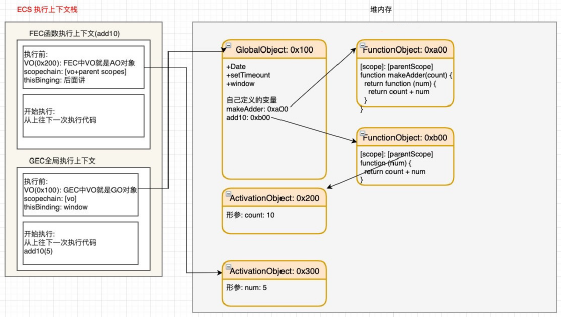 ECS 执行上下文栈
FEC函数执行上下文(add10)
执行前:
VO(0x200): FEC中VO就是AO对象
scopechain: [vo+parent scopes]
thisBinging: 后面讲
开始执行:
从上往下一次执行代码
GEC全局执行上下文
执行前:
VO(0x100): GEC中VO就是GO对象
scopechain: [vo]
thisBinding: window
开始执行:
从上往下一次执行代码
add10(5)
堆内存
GlobalObject: 0x100
+Date
+setTimeount
+window
自己定义的变量
makeAdder: 0xa00
add10: 0xb00
FunctionObject: 0xa00
[scope]: [parentScope]
function makeAdder(count) {
return function (num) {
return count + num
}
}
FunctionObject: 0xb00
[scope]: [parentScope]
function (num) {
return count + num
}
ActivationObject: 0x200
形参: count: 10
ActivationObject: 0x300
形参: num: 5